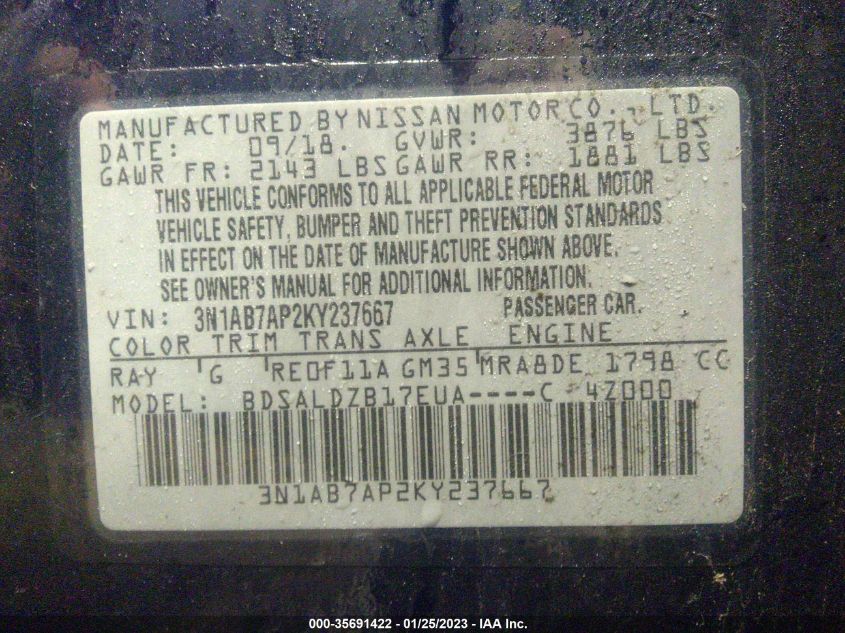 MANUFACTURED BY NISSAN MOTOR CO., LTD.
DATE: 09/18. GVWR: 3876 LBS
GAWR FR: 2143 LBS GAWR RR: 1881 LBS
THIS VEHICLE CONFORMS TO ALL APPLICABLE FEDERAL MOTOR
VEHICLE SAFETY, BUMPER AND THEFT PREVENTION STANDARDS
IN EFFECT ON THE DATE OF MANUFACTURE SHOWN ABOVE.
SEE OWNER'S MANUAL FOR ADDITIONAL INFORMATION.
VIN: 3N1AB7AP2KY237667 PASSENGER CAR.
COLOR TRIM TRANS AXLE ENGINE
RAY 'G 'RE0F11A GM35'MRA8DE 1798 CC
MODEL: BDSALDZB17EUA----C 4Z000
3N1AB7AP2KY237667
000-35691422 — 01/25/2023 - IAA Inc.